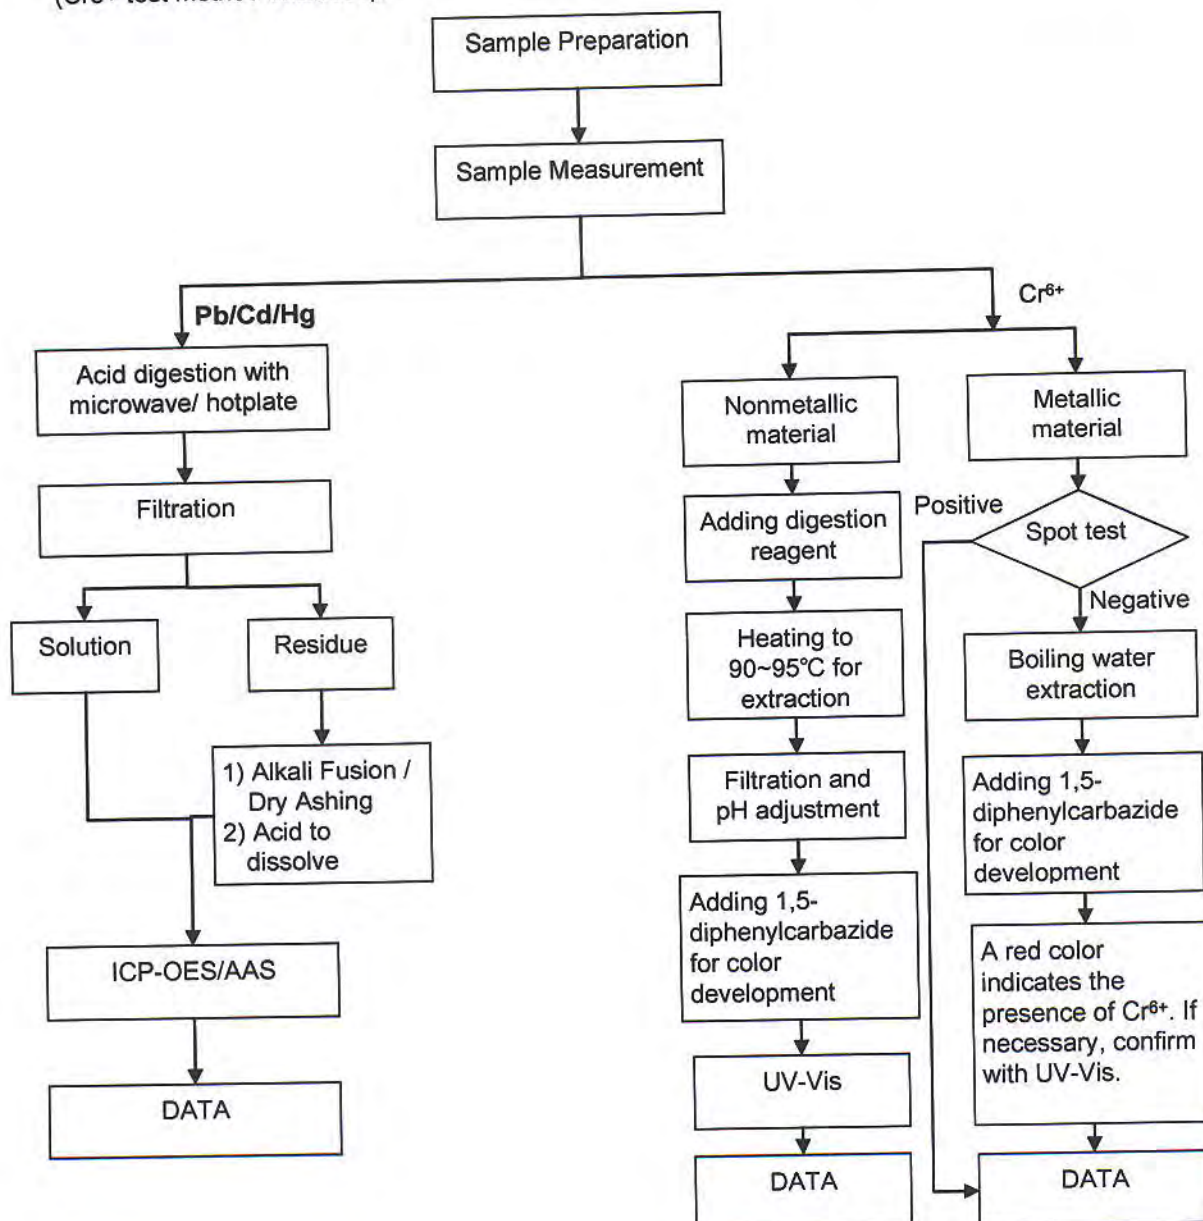 Sample Preparation
Sample Measurement
Pb/Cd/Hg
Cr⁶⁺
Acid digestion with
microwave/ hotplate
Filtration
Solution
Residue
1) Alkali Fusion /
Dry Ashing
2) Acid to
dissolve
ICP-OES/AAS
DATA
Nonmetallic
material
Adding digestion
reagent
Heating to
90~95℃ for
extraction
Filtration and
pH adjustment
Adding 1,5-
diphenylcarbazide
for color
development
UV-Vis
DATA
Metallic
material
Positive
Spot test
Negative
Boiling water
extraction
Adding 1,5-
diphenylcarbazide
for color
development
A red color
indicates the
presence of Cr⁶⁺. If
necessary, confirm
with UV-Vis.
DATA